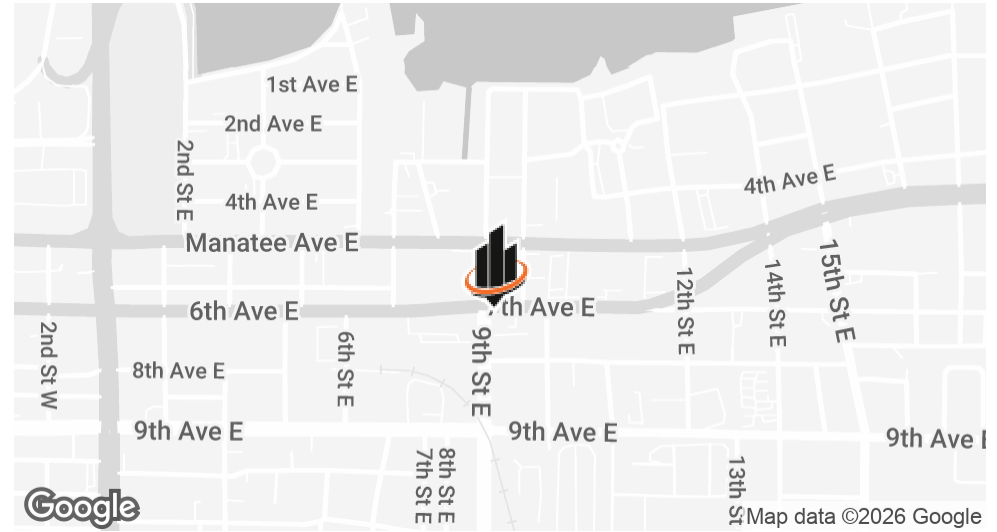 1st Ave E
2nd Ave E
2nd St E
4th Ave E
4th Ave E
Manatee Ave E
15th St E
14th St E
12th St E
6th Ave E
th Ave E
2nd St W
6th St E
9th St E
8th Ave E
9th Ave E
9th Ave E
9th Ave E
7th St E
8th St E
13th St
Google
Map data ©2026 Google